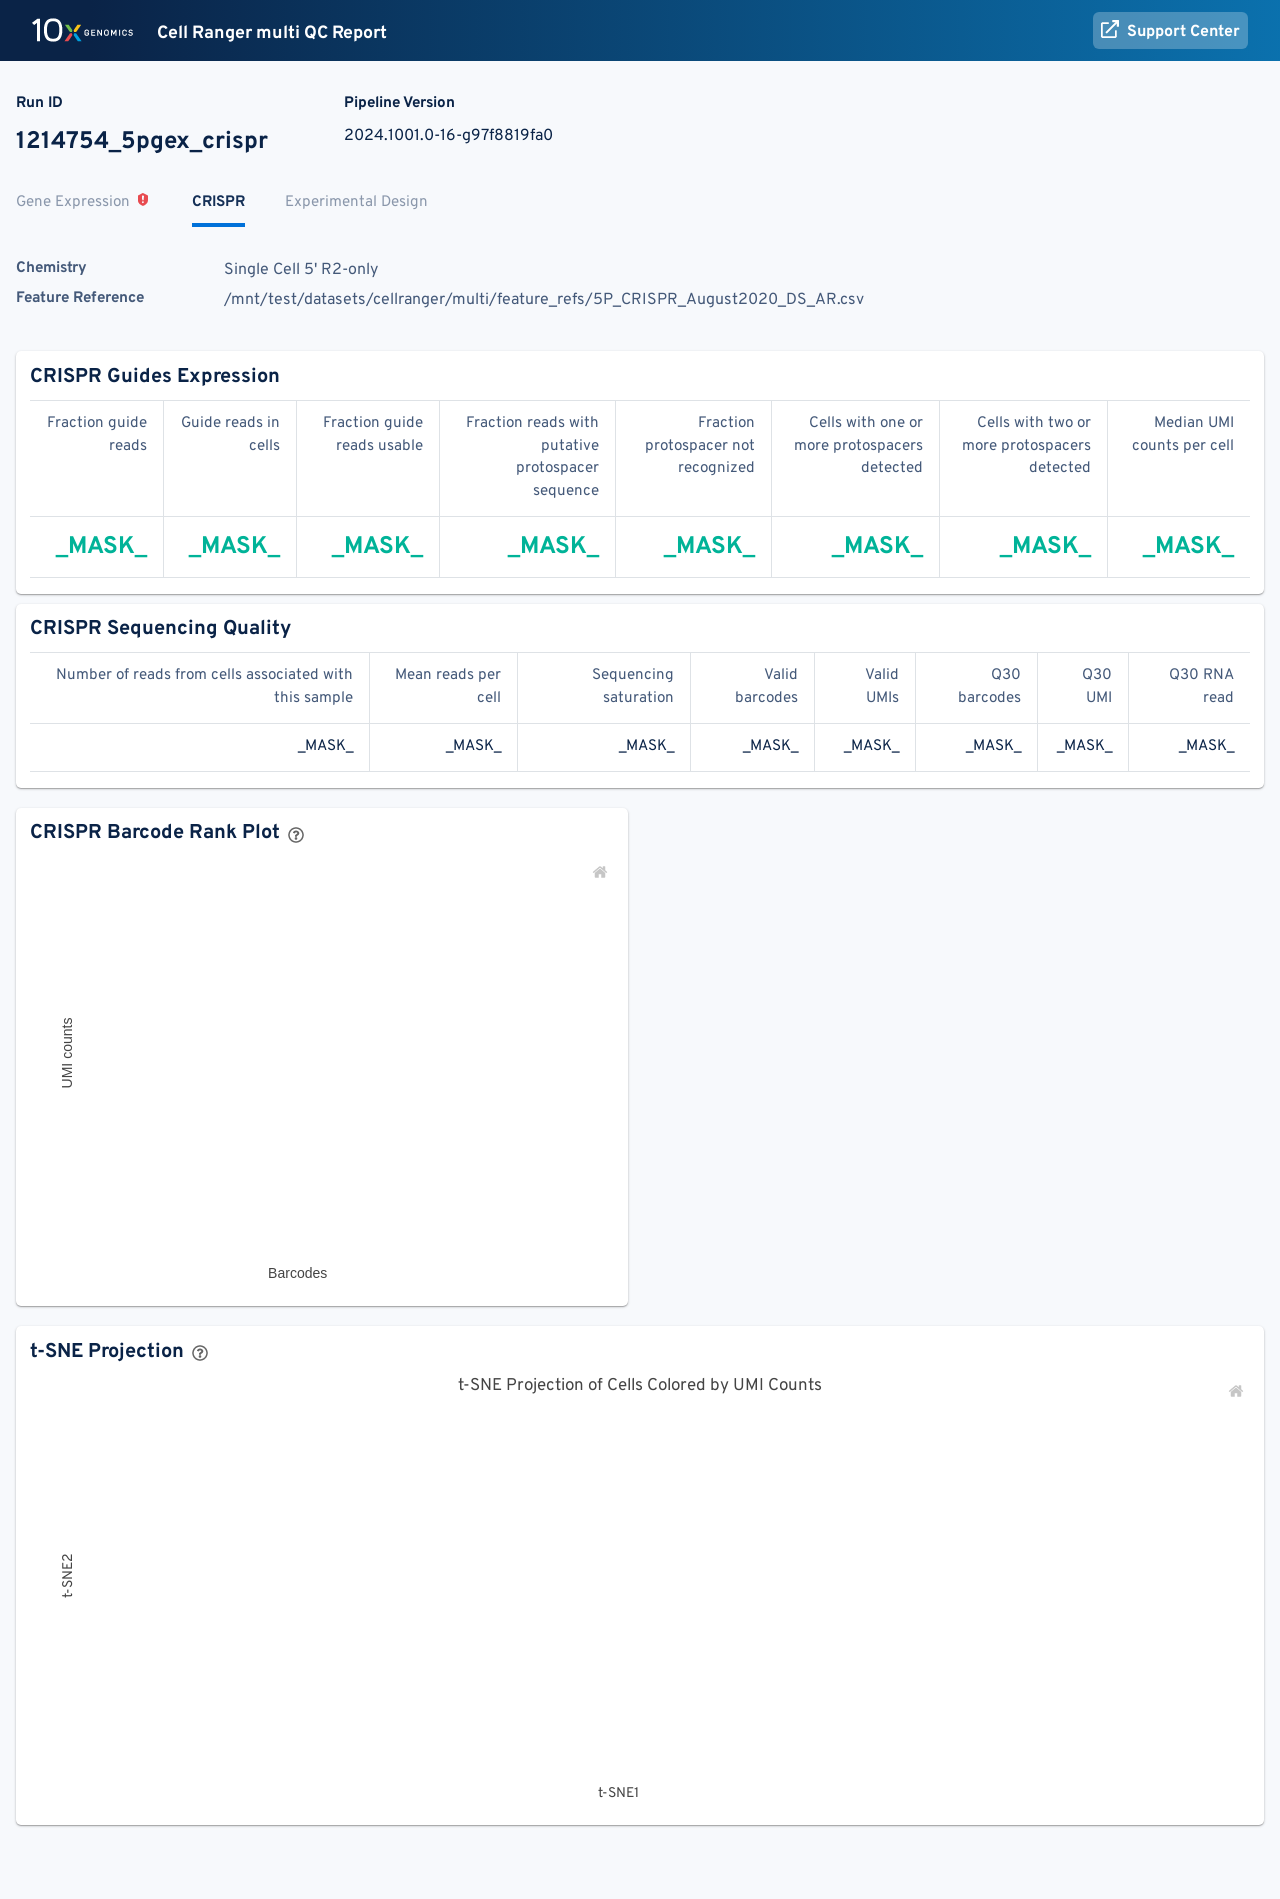 10x GENOMICS Cell Ranger multi QC Report Support Center
Run ID Pipeline Version
1214754_5pgex_crispr 2024.1001.0-16-g97f8819fa0
Gene Expression CRISPR Experimental Design
Chemistry Single Cell 5' R2-only
Feature Reference /mnt/test/datasets/cellranger/multi/feature_refs/5P_CRISPR_August2020_DS_AR.csv
CRISPR Guides Expression
Fraction guide Guide reads in Fraction guide Fraction reads with Fraction Cells with one or Cells with two or Median UMI
reads cells reads usable putative protospacer not more protospacers more protospacers counts per cell
protospacer recognized detected detected
sequence
_MASK_ _MASK_ _MASK_ _MASK_ _MASK_ _MASK_ _MASK_ _MASK_
CRISPR Sequencing Quality
Number of reads from cells associated with Mean reads per Sequencing Valid Valid Q30 Q30 Q30 RNA
this sample cell saturation barcodes UMIs barcodes UMI read
_MASK_ _MASK_ _MASK_ _MASK_ _MASK_ _MASK_ _MASK_ _MASK_
CRISPR Barcode Rank Plot ?
UMI counts
Barcodes
t-SNE Projection ?
t-SNE Projection of Cells Colored by UMI Counts
t-SNE2
t-SNE1